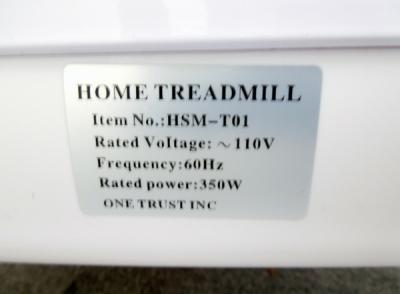 HOME TREADMILL
Item No.:HSM-T01
Rated Voltage: ~110V
Frequency:60Hz
Rated power:350W
ONE TRUST INC